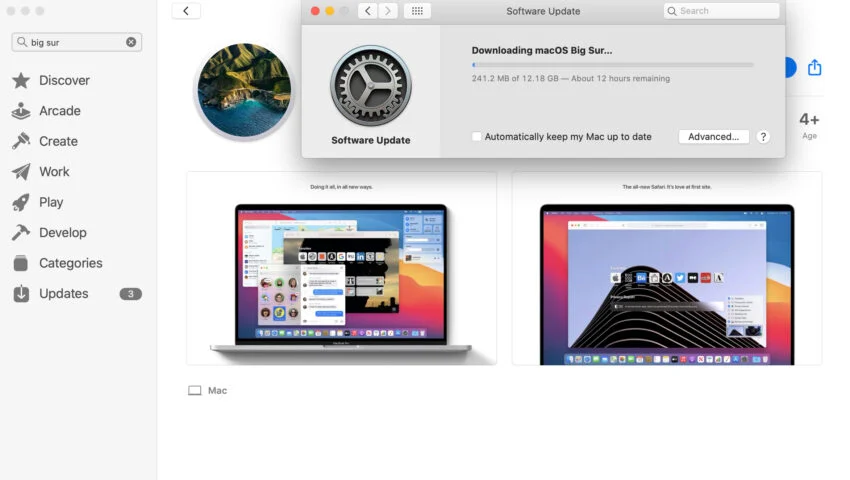 big sur
Discover
Arcade
Create
Work
Play
Develop
Categories
Updates
3
Software Update
Search
Software Update
Downloading macOS Big Sur...
241.2 MB of 12.18 GB — About 12 hours remaining
Automatically keep my Mac up to date
Advanced...
?
4+
Age
Doing it all, in all new ways.
The all-new Safari. It's love at first site.
MacBook Pro
Mac